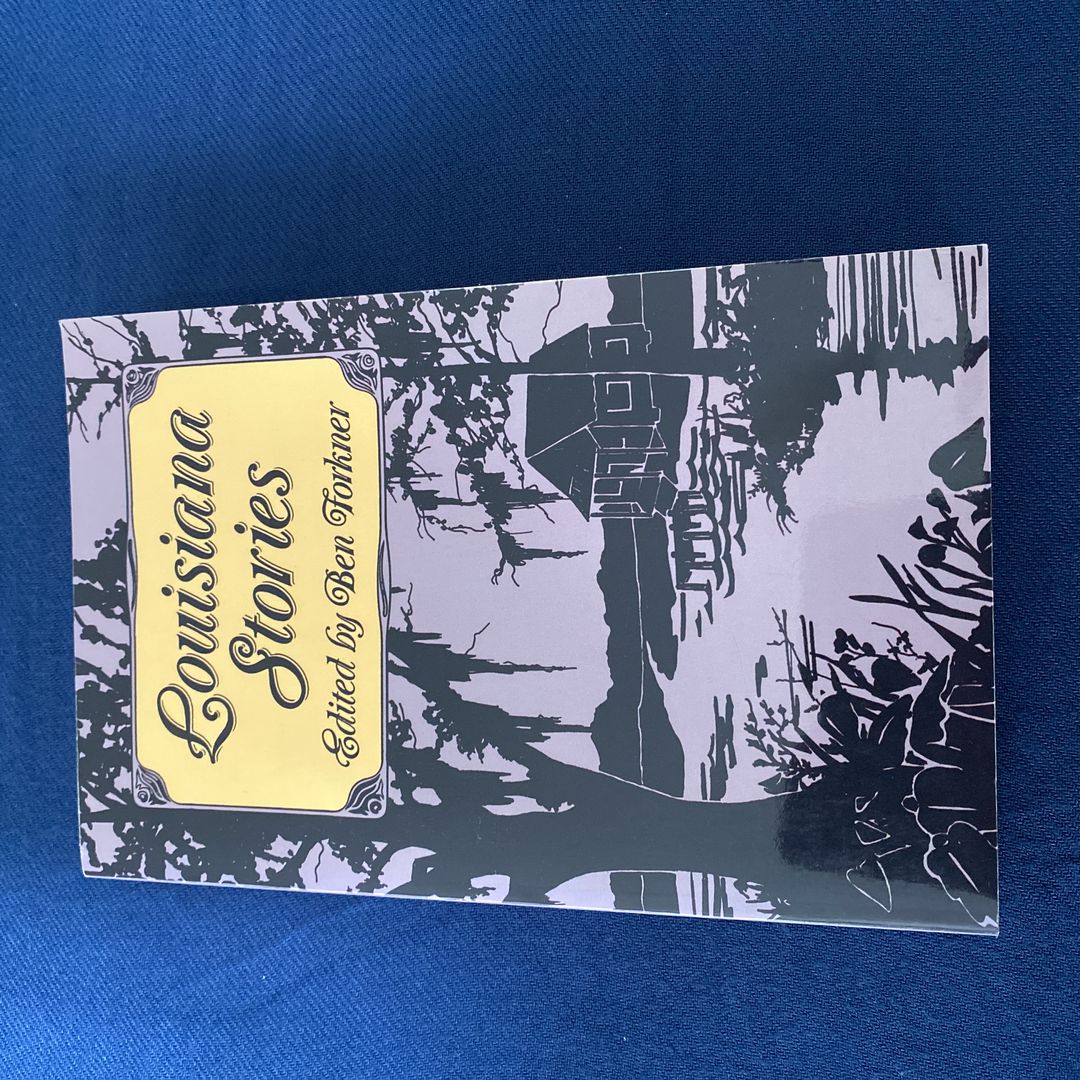 Louisiana
Stories
Edited by Ben Forkner